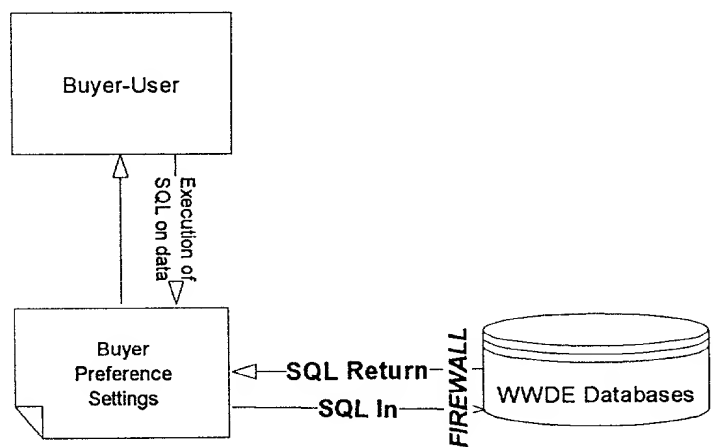 Buyer-User
Execution of
SQL on data
Buyer
Preference
Settings
SQL Return
SQL In
FIREWALL
WWDE Databases